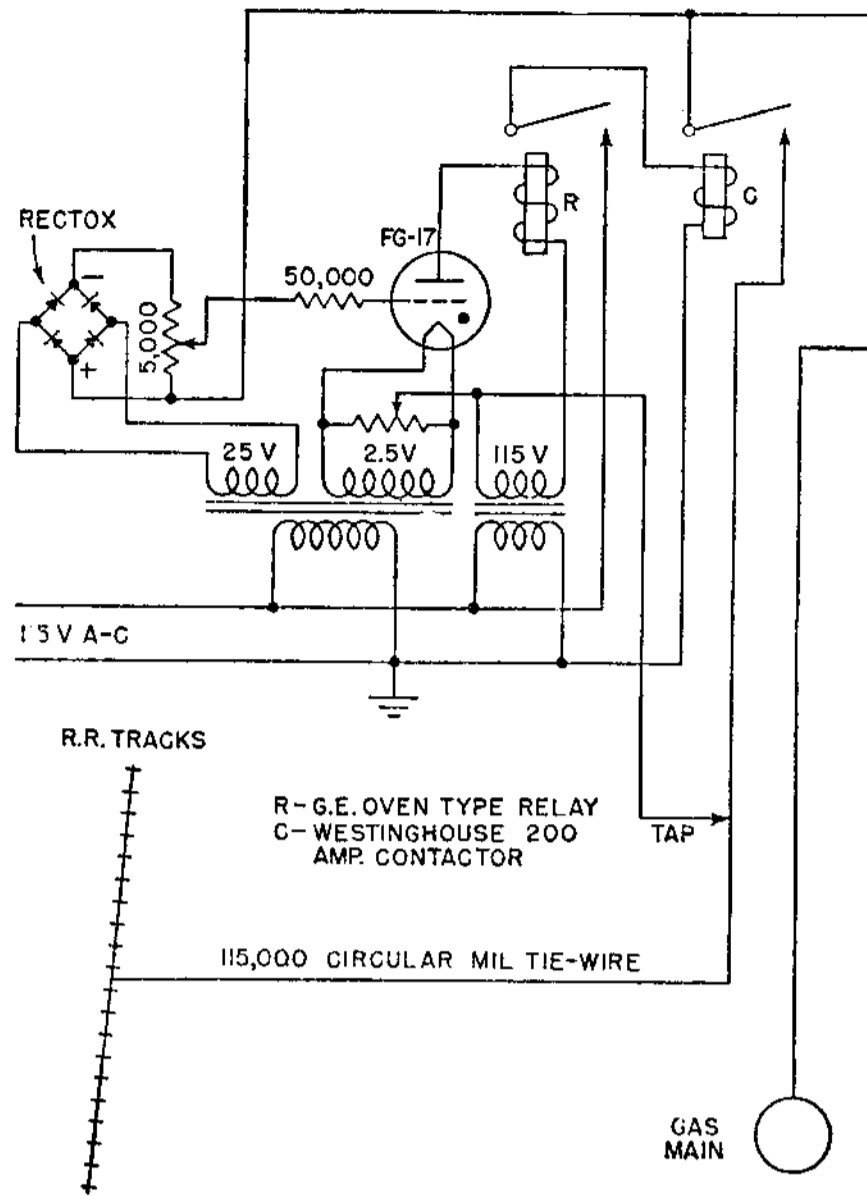 RECTOX
−
+
5,000
50,000
FG-17
R
C
25 V
2.5V
115 V
V A-C
R.R. TRACKS
R - G.E. OVEN TYPE RELAY
C - WESTINGHOUSE 200
AMP. CONTACTOR
TAP
115,000 CIRCULAR MIL TIE-WIRE
GAS
MAIN